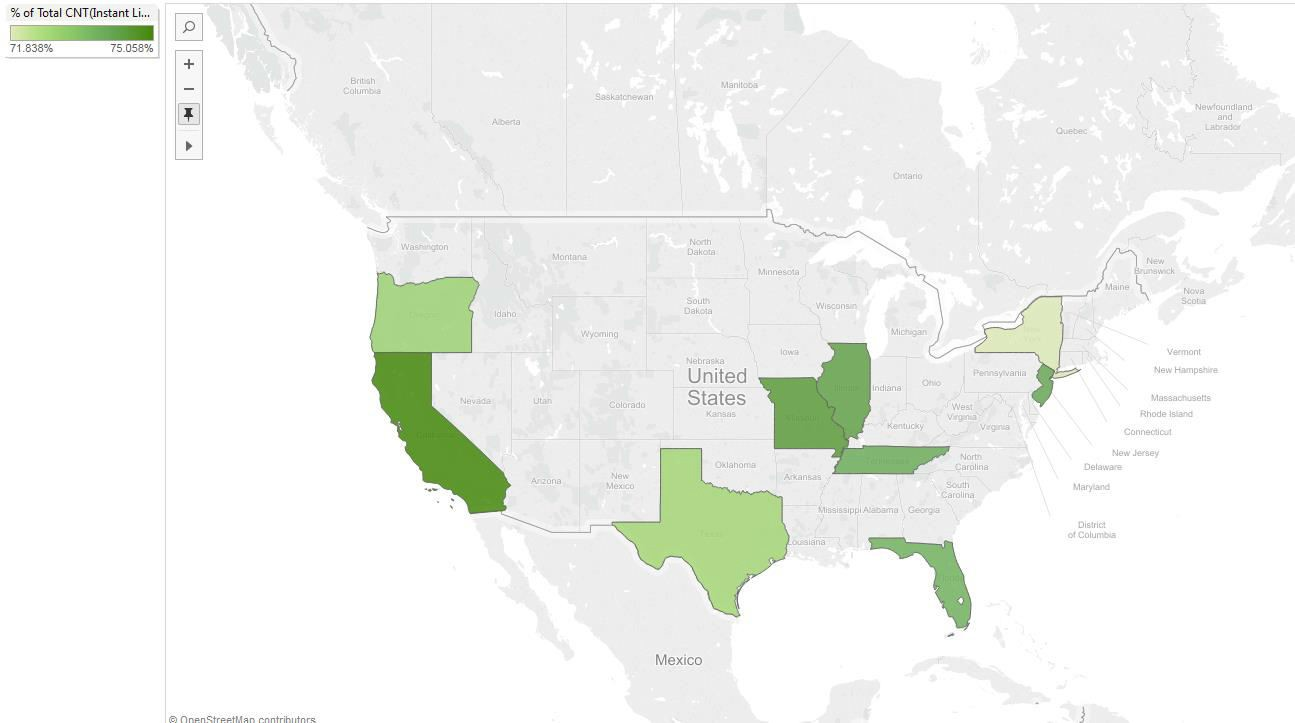 % of Total CNT(Instant Li...
71.838%
75.058%
British
Columbia
Alberta
Saskatchewan
Manitoba
Ontario
Quebec
Newfoundland
and
Labrador
Washington
Montana
North
Dakota
Minnesota
New
Brunswick
Maine
Nova
Scotia
Oregon
Idaho
South
Dakota
Wisconsin
Michigan
New
York
Wyoming
Iowa
Vermont
Nebraska
Pennsylvania
New Hampshire
United
States
Nevada
Utah
Colorado
Kansas
Missouri
Illinois
Indiana
Ohio
West
Virginia
Virginia
Kentucky
Massachusetts
Rhode Island
Connecticut
New Jersey
Delaware
Maryland
California
Arizona
New
Mexico
Oklahoma
Arkansas
Tennessee
North
Carolina
South
Carolina
Mississippi
Alabama
Georgia
District
of Columbia
Texas
Louisiana
Florida
Mexico
© OpenStreetMap contributors